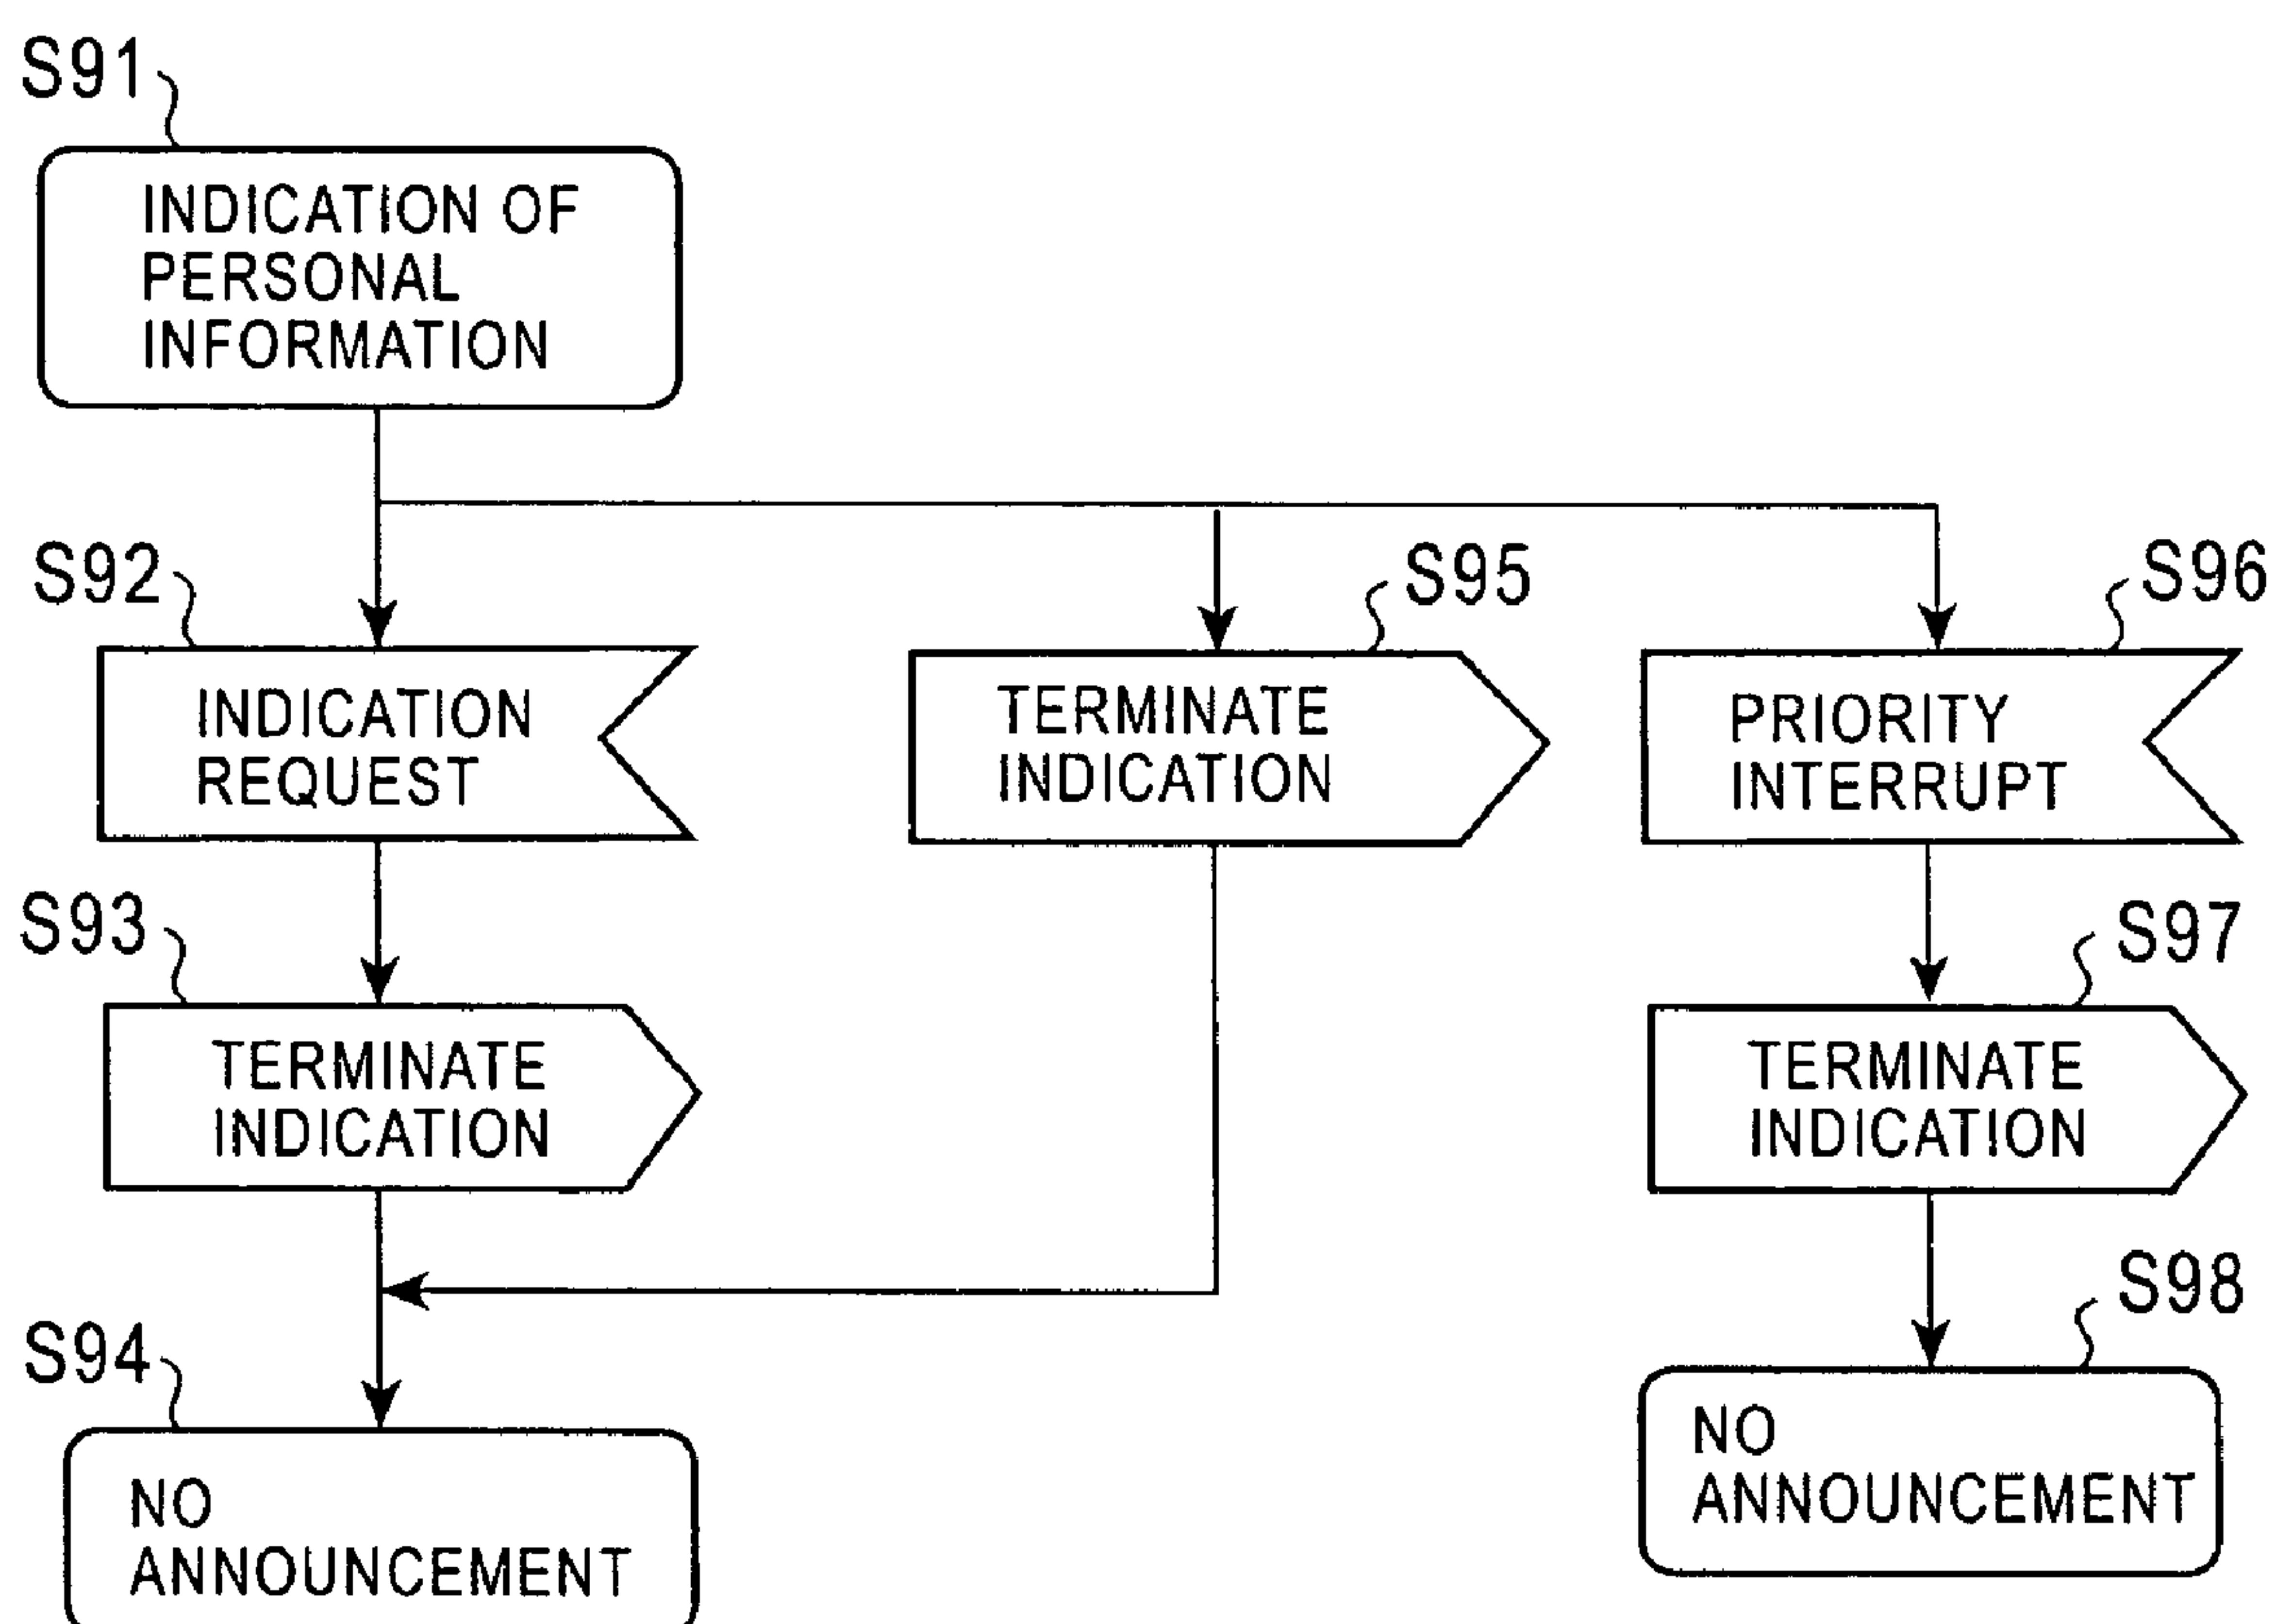 S91
INDICATION OF
PERSONAL
INFORMATION
S92
INDICATION
REQUEST
S95
TERMINATE
INDICATION
S96
PRIORITY
INTERRUPT
S93
TERMINATE
INDICATION
S97
TERMINATE
INDICATION
S94
NO
ANNOUNCEMENT
S98
NO
ANNOUNCEMENT